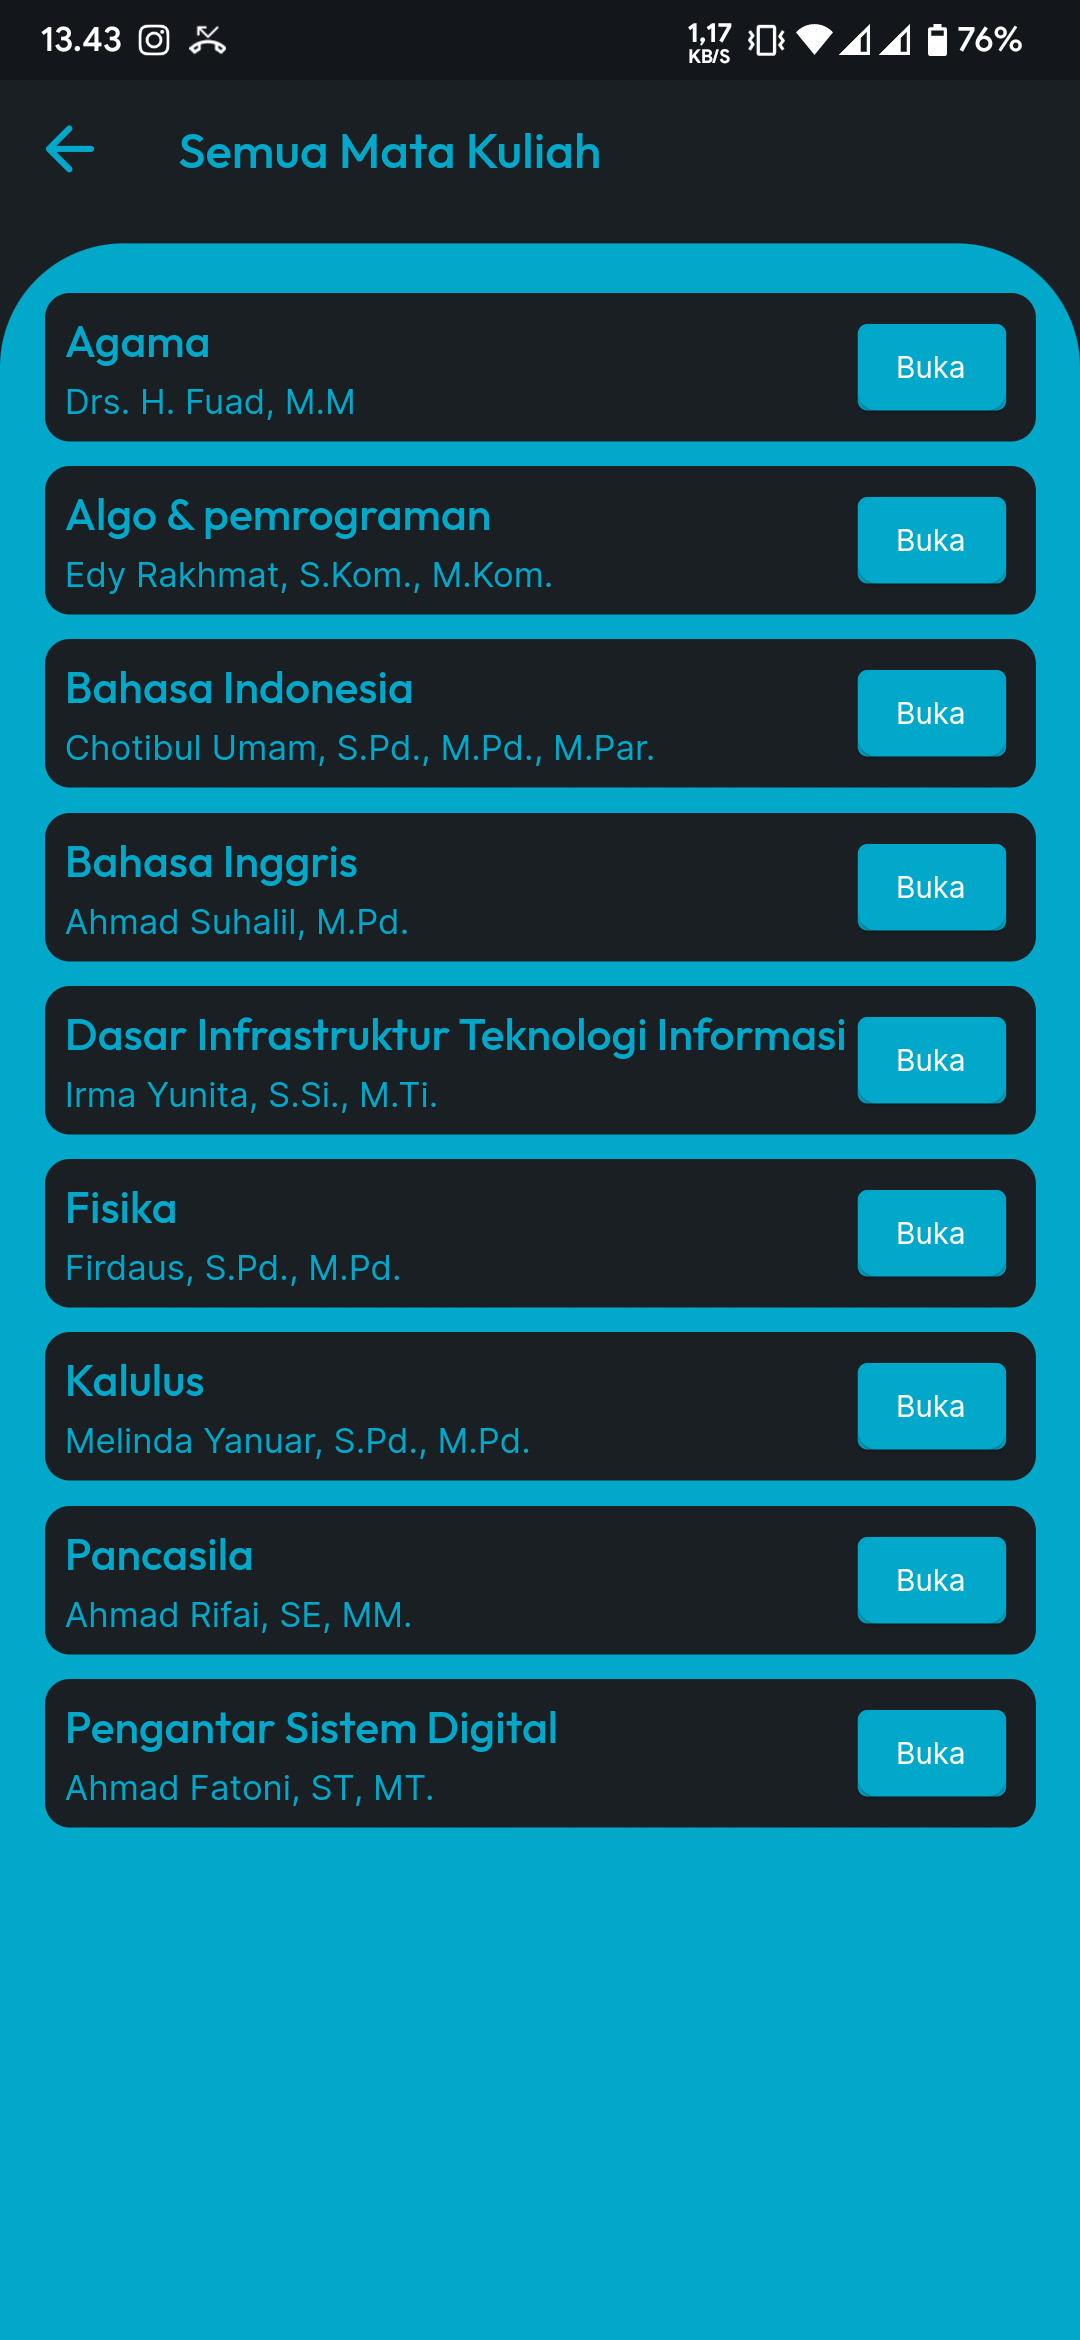 13.43
1,17
KB/S
76%
Semua Mata Kuliah
Agama
Drs. H. Fuad, M.M
Buka
Algo & pemrograman
Edy Rakhmat, S.Kom., M.Kom.
Buka
Bahasa Indonesia
Chotibul Umam, S.Pd., M.Pd., M.Par.
Buka
Bahasa Inggris
Ahmad Suhalil, M.Pd.
Buka
Dasar Infrastruktur Teknologi Informasi
Irma Yunita, S.Si., M.Ti.
Buka
Fisika
Firdaus, S.Pd., M.Pd.
Buka
Kalulus
Melinda Yanuar, S.Pd., M.Pd.
Buka
Pancasila
Ahmad Rifai, SE, MM.
Buka
Pengantar Sistem Digital
Ahmad Fatoni, ST, MT.
Buka